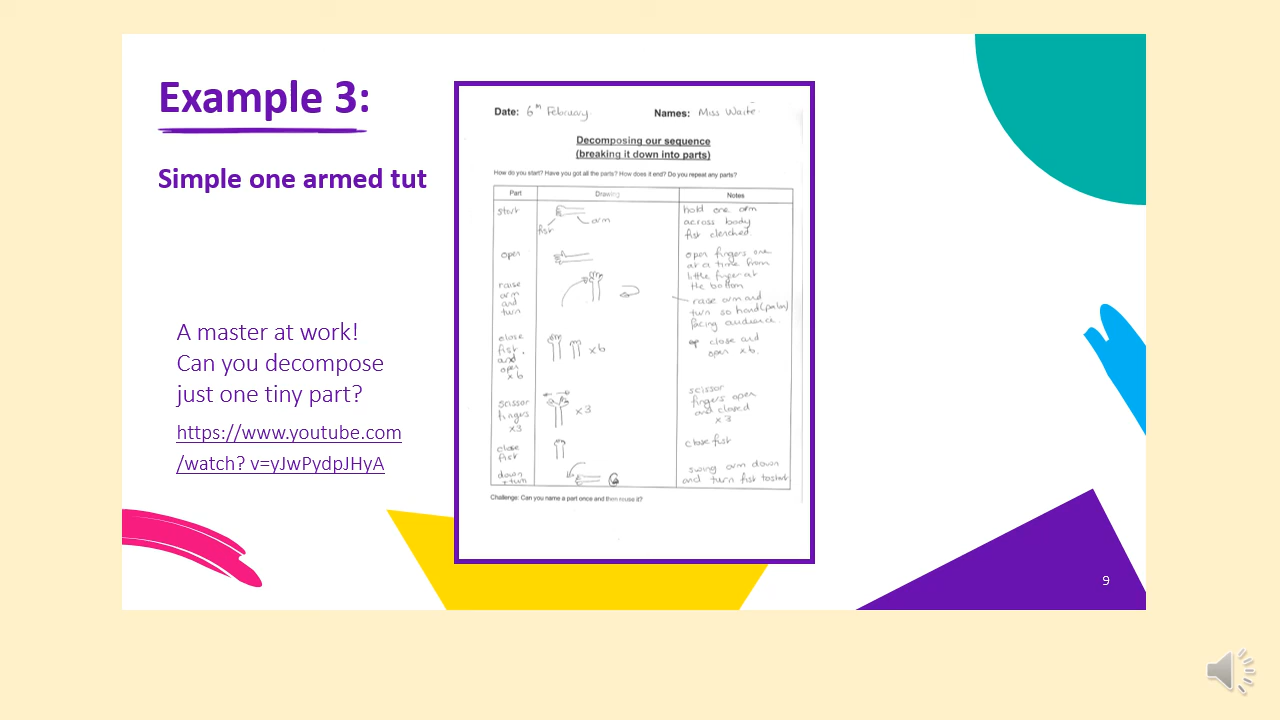 Example 3:
Simple one armed tut
A master at work!
Can you decompose
just one tiny part?
https://www.youtube.com
/watch? v=yJwPydpJHyA
Date: 6th February
Names: Miss Waite
Decomposing our sequence
(breaking it down into parts)
How do you start? Have you got all the parts? How does it end? Do you repeat any parts?
Part
Drawing
Notes
start
fist
arm
hold one arm
across body
fist clenched.
open
open fingers one
at a time from
little finger at
the bottom
raise
arm
and
turn
raise arm and
turn so hand (palm)
facing audience.
close
fist
and
open
x6
x6
close and
open x6.
scissor
fingers
x3
x3
scissor
fingers open
and closed
x3
close
fist
close fist
down
+ turn
swing arm down
and turn fist to start
Challenge: Can you name a part once and then reuse it?
9